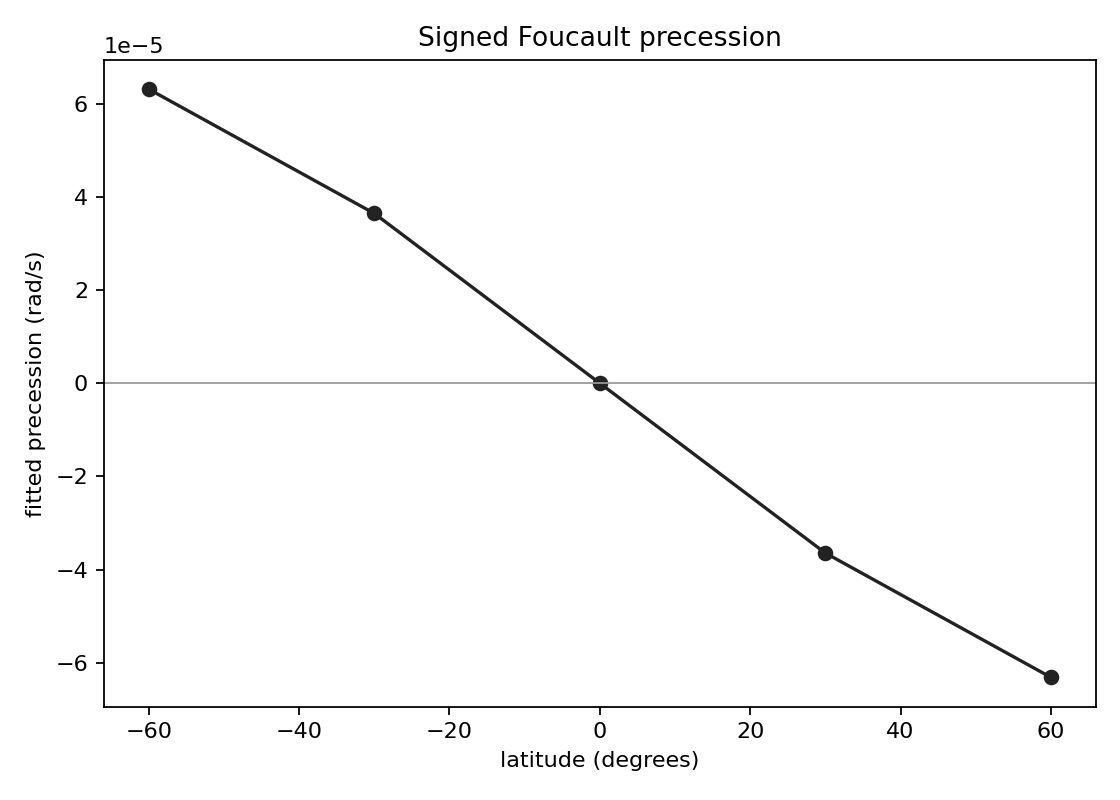 Signed Foucault precession
1e−5
6
4
2
0
−2
−4
−6
fitted precession (rad/s)
−60 −40 −20 0 20 40 60
latitude (degrees)